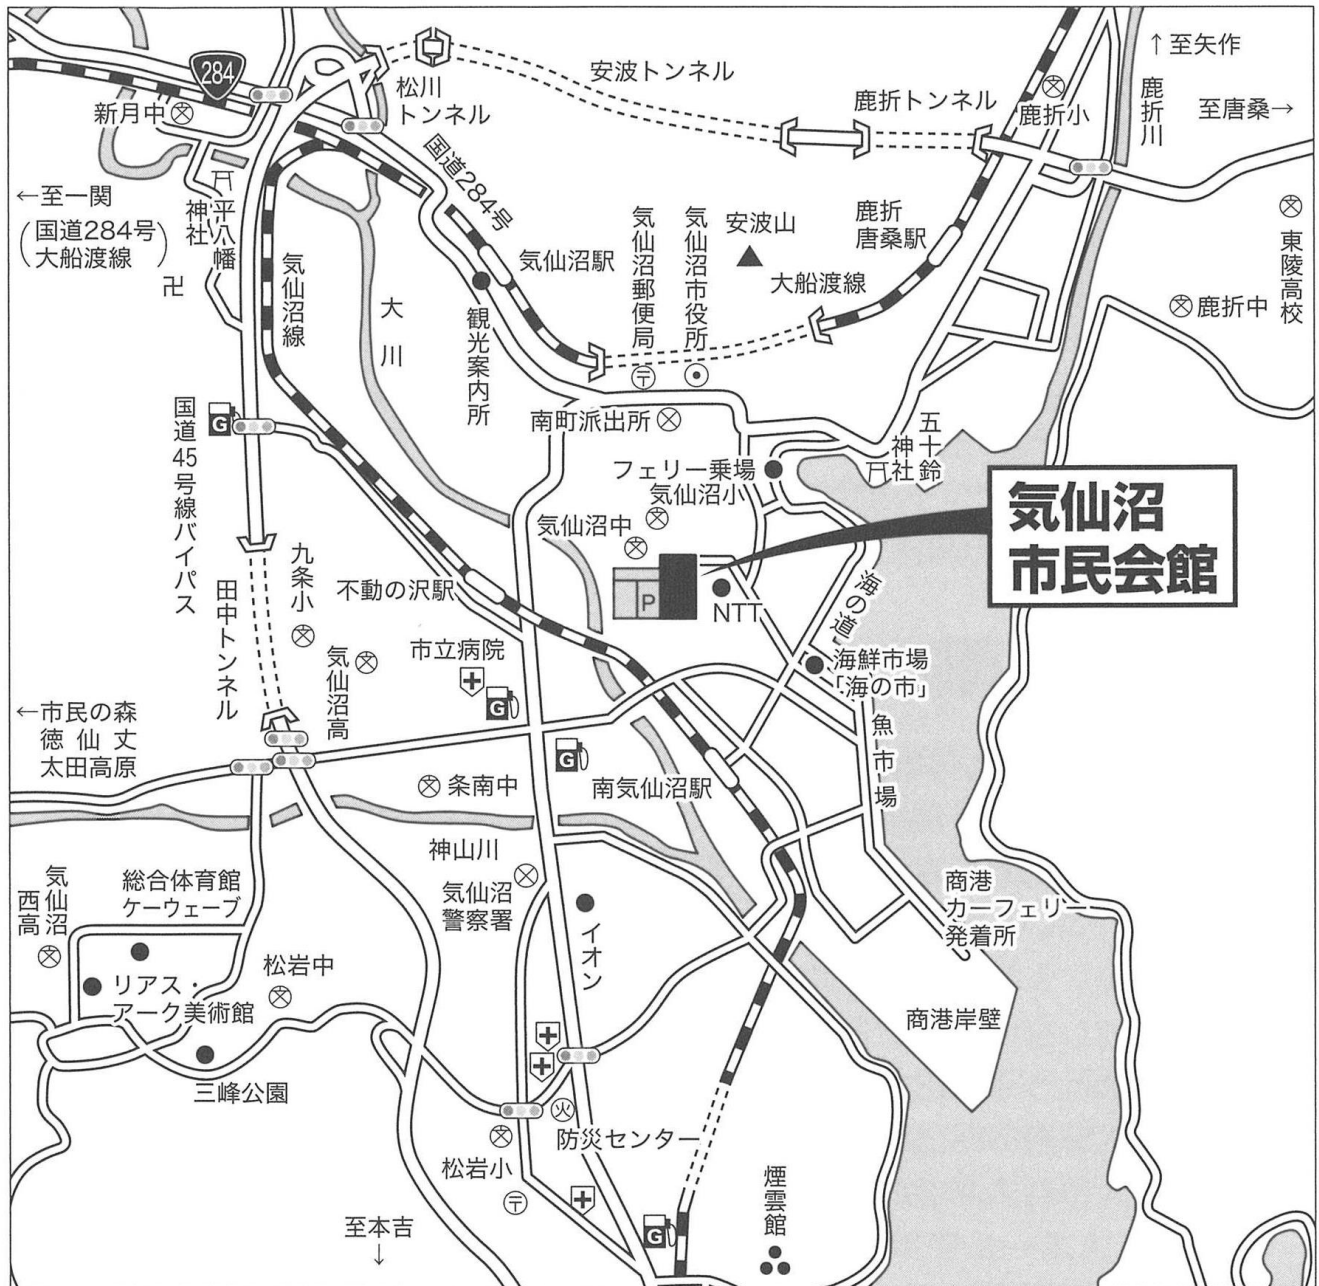 284
新月中
松川
トンネル
安波トンネル
鹿折トンネル
鹿折小
↑至矢作
鹿折川
至唐桑→
国道284号
←至一関
(国道284号
大船渡線)
平八幡
神社
卍
気仙沼線
大川
気仙沼駅
観光案内所
気仙沼郵便局
〒
気仙沼市役所
安波山
大船渡線
鹿折
唐桑駅
東陵高校
鹿折中
国道45号線バイパス
G
南町派出所
五十鈴
神社
フェリー乗場
気仙沼小
気仙沼中
気仙沼
市民会館
P
NTT
海の道
九条小
田中トンネル
不動の沢駅
気仙沼高
市立病院
G
海鮮市場
「海の市」
魚市場
←市民の森
徳仙丈
太田高原
G
条南中
南気仙沼駅
神山川
気仙沼
警察署
イオン
商港
カーフェリー
発着所
商港岸壁
気仙沼
西高
総合体育館
ケーウェーブ
リアス・
アーク美術館
松岩中
三峰公園
火
防災センター
松岩小
〒
至本吉
↓
G
煙雲館